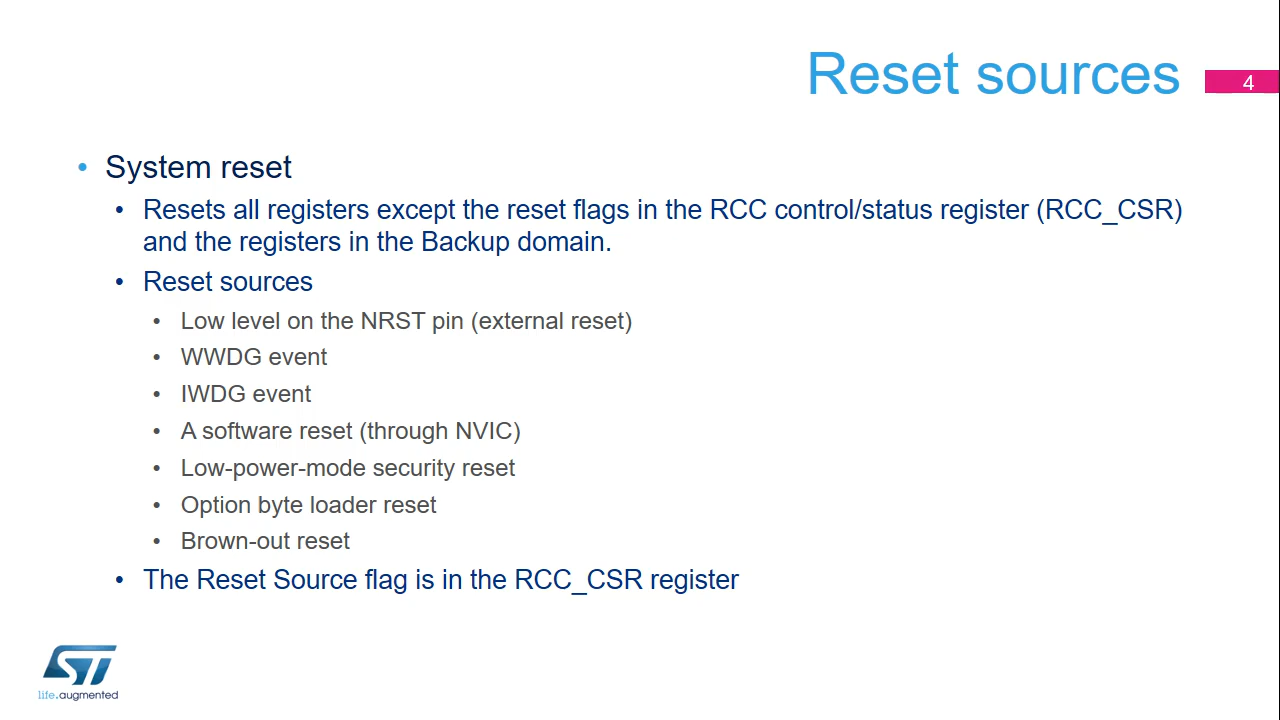 Reset sources
4
• System reset
• Resets all registers except the reset flags in the RCC control/status register (RCC_CSR)
and the registers in the Backup domain.
• Reset sources
• Low level on the NRST pin (external reset)
• WWDG event
• IWDG event
• A software reset (through NVIC)
• Low-power-mode security reset
• Option byte loader reset
• Brown-out reset
• The Reset Source flag is in the RCC_CSR register
ST
life.augmented